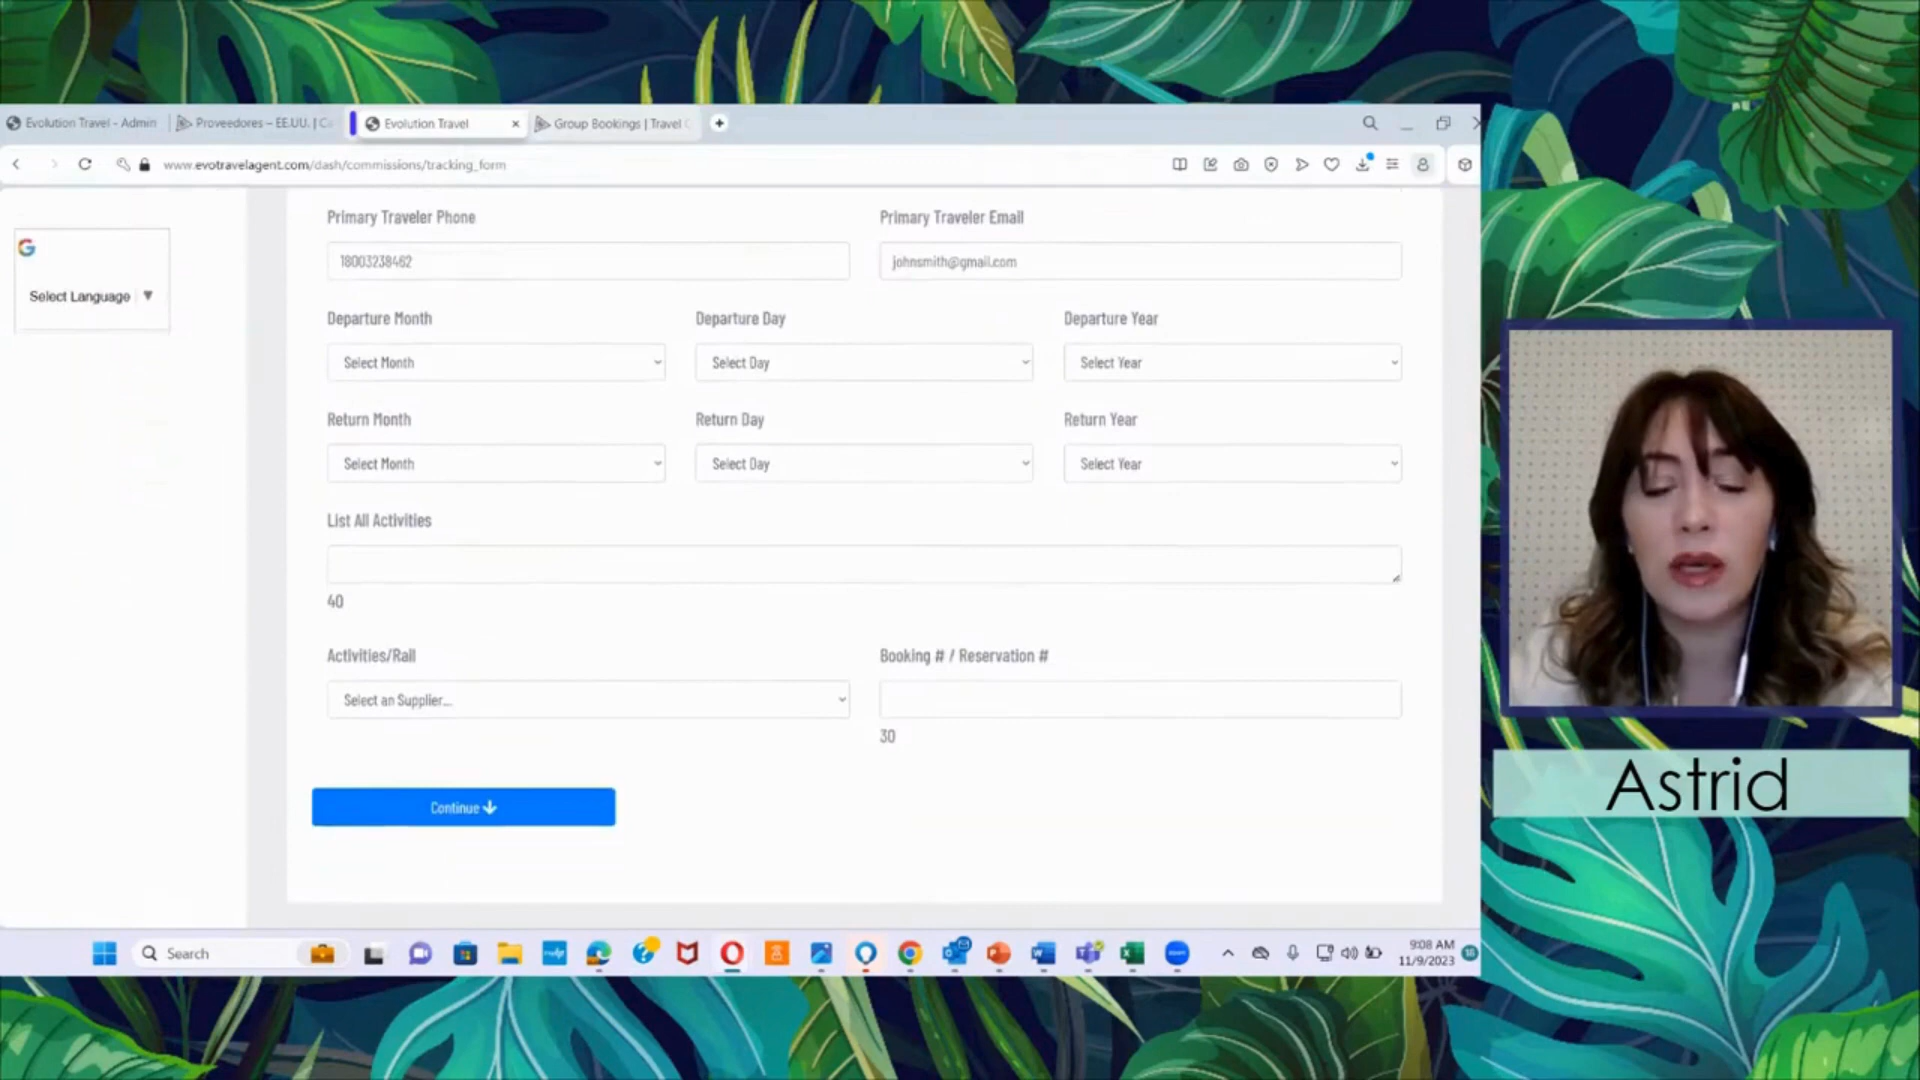 Evolution Travel - Admin
Proveedores – EE.UU. | Ca
Evolution Travel
Group Bookings | Travel C
www.evotravelagent.com/dash/commissions/tracking_form
Select Language
Primary Traveler Phone
Primary Traveler Email
18003238462
johnsmith@gmail.com
Departure Month
Departure Day
Departure Year
Select Month
Select Day
Select Year
Return Month
Return Day
Return Year
Select Month
Select Day
Select Year
List All Activities
40
Activities/Rail
Booking # / Reservation #
Select an Supplier...
30
Continue
Astrid
Search
9:08 AM
11/9/2023